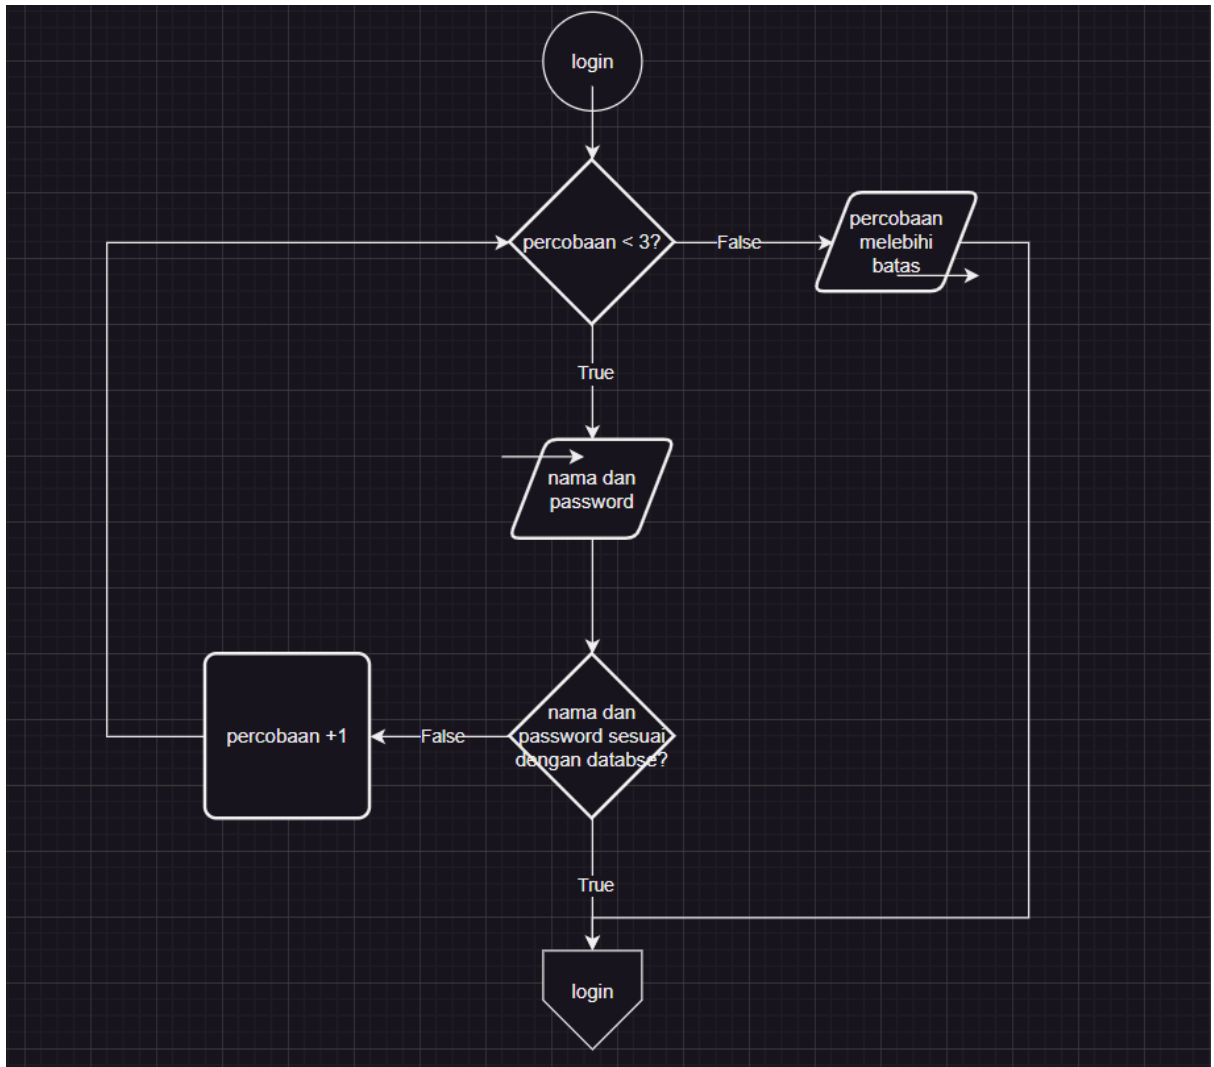 login
percobaan < 3?
False
percobaan
melebihi
batas
True
nama dan
password
nama dan
password sesuai
dengan databse?
False
percobaan +1
True
login